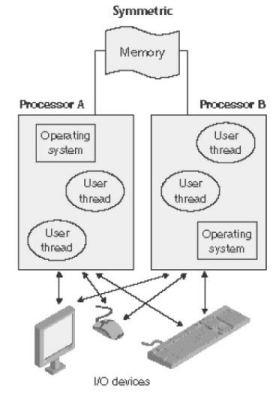 Symmetric
Memory
Processor A
Processor B
Operating
system
User
thread
User
thread
User
thread
User
thread
Operating
system
I/O devices